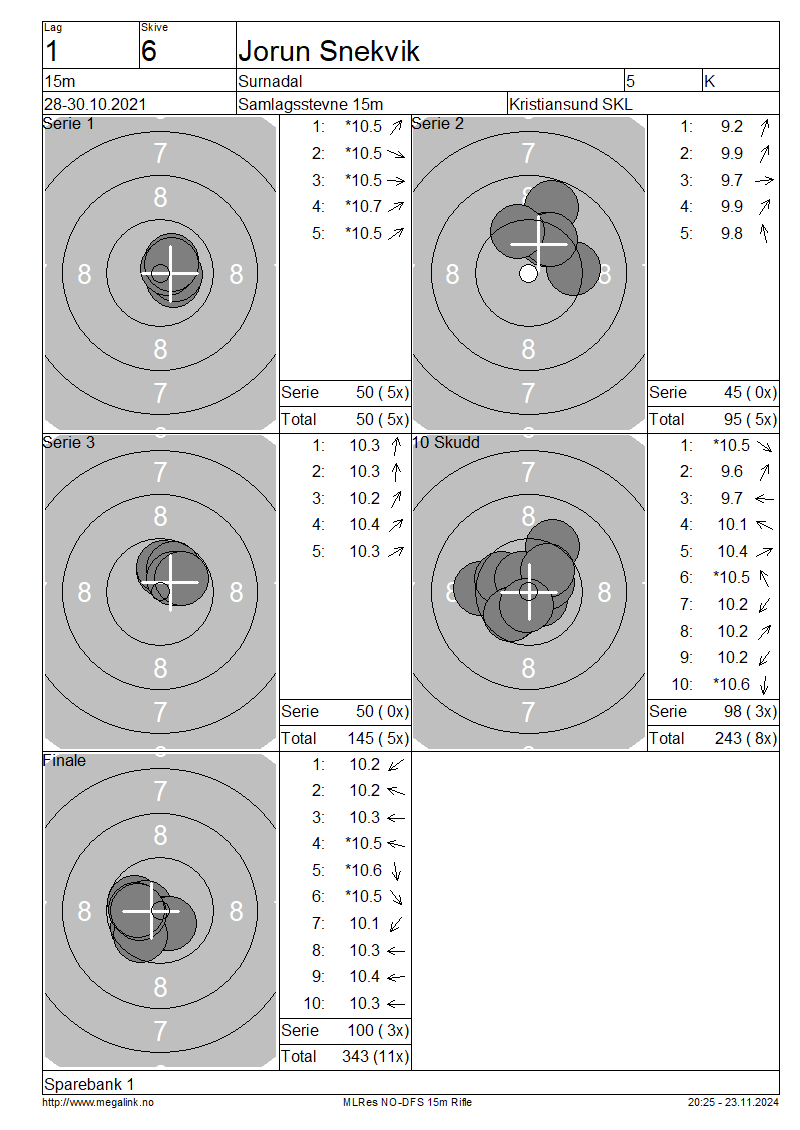 Lag
Skive
1
6
Jorun Snekvik
15m
Surnadal
5
K
28-30.10.2021
Samlagsstevne 15m
Kristiansund SKL
Serie 1
7
8
8
8
8
7
1: *10.5
2: *10.5
3: *10.5
4: *10.7
5: *10.5
Serie 50 ( 5x)
Total 50 ( 5x)
Serie 2
7
8
8
8
8
7
1: 9.2
2: 9.9
3: 9.7
4: 9.9
5: 9.8
Serie 45 ( 0x)
Total 95 ( 5x)
Serie 3
7
8
8
8
8
7
1: 10.3
2: 10.3
3: 10.2
4: 10.4
5: 10.3
Serie 50 ( 0x)
Total 145 ( 5x)
10 Skudd
7
8
8
8
8
7
1: *10.5
2: 9.6
3: 9.7
4: 10.1
5: 10.4
6: *10.5
7: 10.2
8: 10.2
9: 10.2
10: *10.6
Serie 98 ( 3x)
Total 243 ( 8x)
Finale
7
8
8
8
8
7
1: 10.2
2: 10.2
3: 10.3
4: *10.5
5: *10.6
6: *10.5
7: 10.1
8: 10.3
9: 10.4
10: 10.3
Serie 100 ( 3x)
Total 343 (11x)
Sparebank 1
http://www.megalink.no
MLRes NO-DFS 15m Rifle
20:25 - 23.11.2024